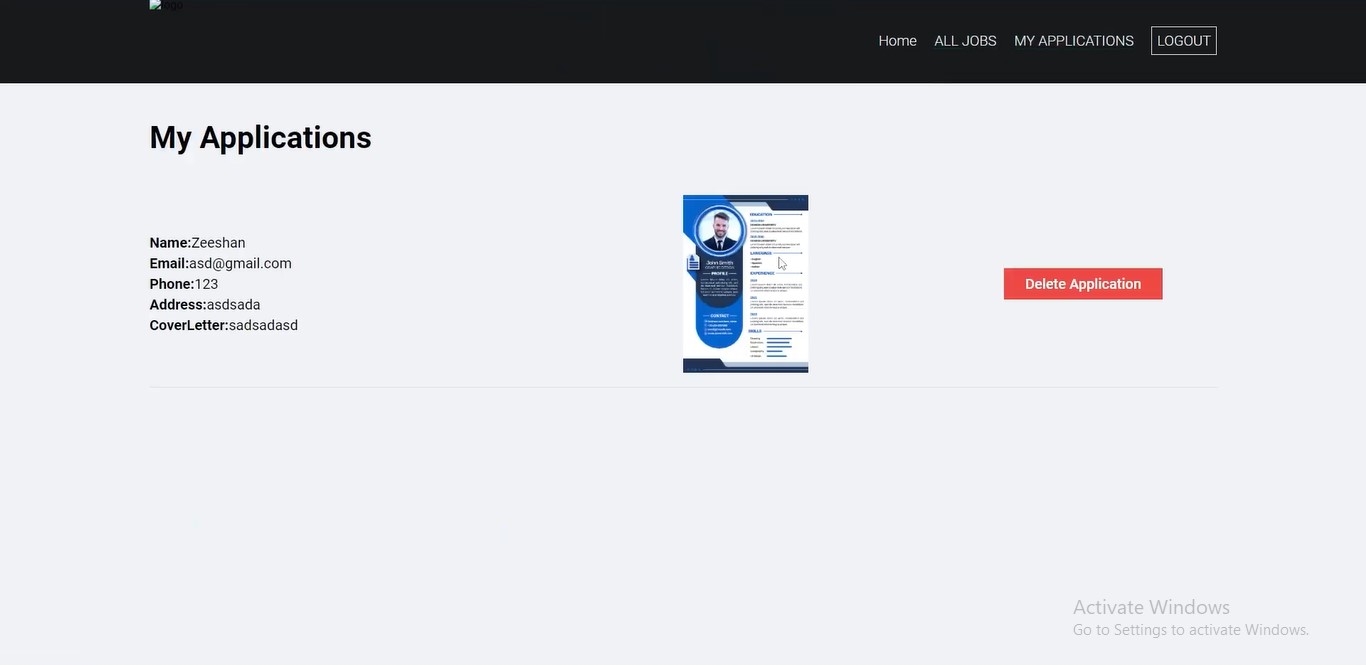 logo
Home ALL JOBS MY APPLICATIONS LOGOUT
My Applications
Name:Zeeshan
Email:asd@gmail.com
Phone:123
Address:asdsada
CoverLetter:sadsadasd
John Smith
PROFILE
CONTACT
EDUCATION
LANGUAGE
EXPERIENCE
SKILLS
Delete Application
Activate Windows
Go to Settings to activate Windows.